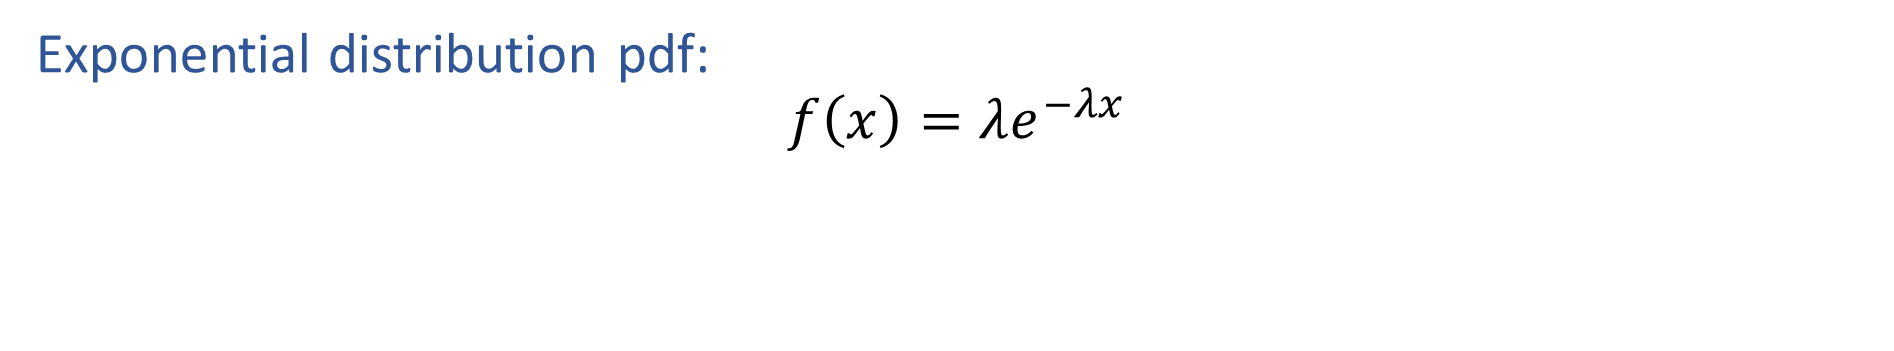 Exponential distribution pdf:
f(x) = λe^{−λx}